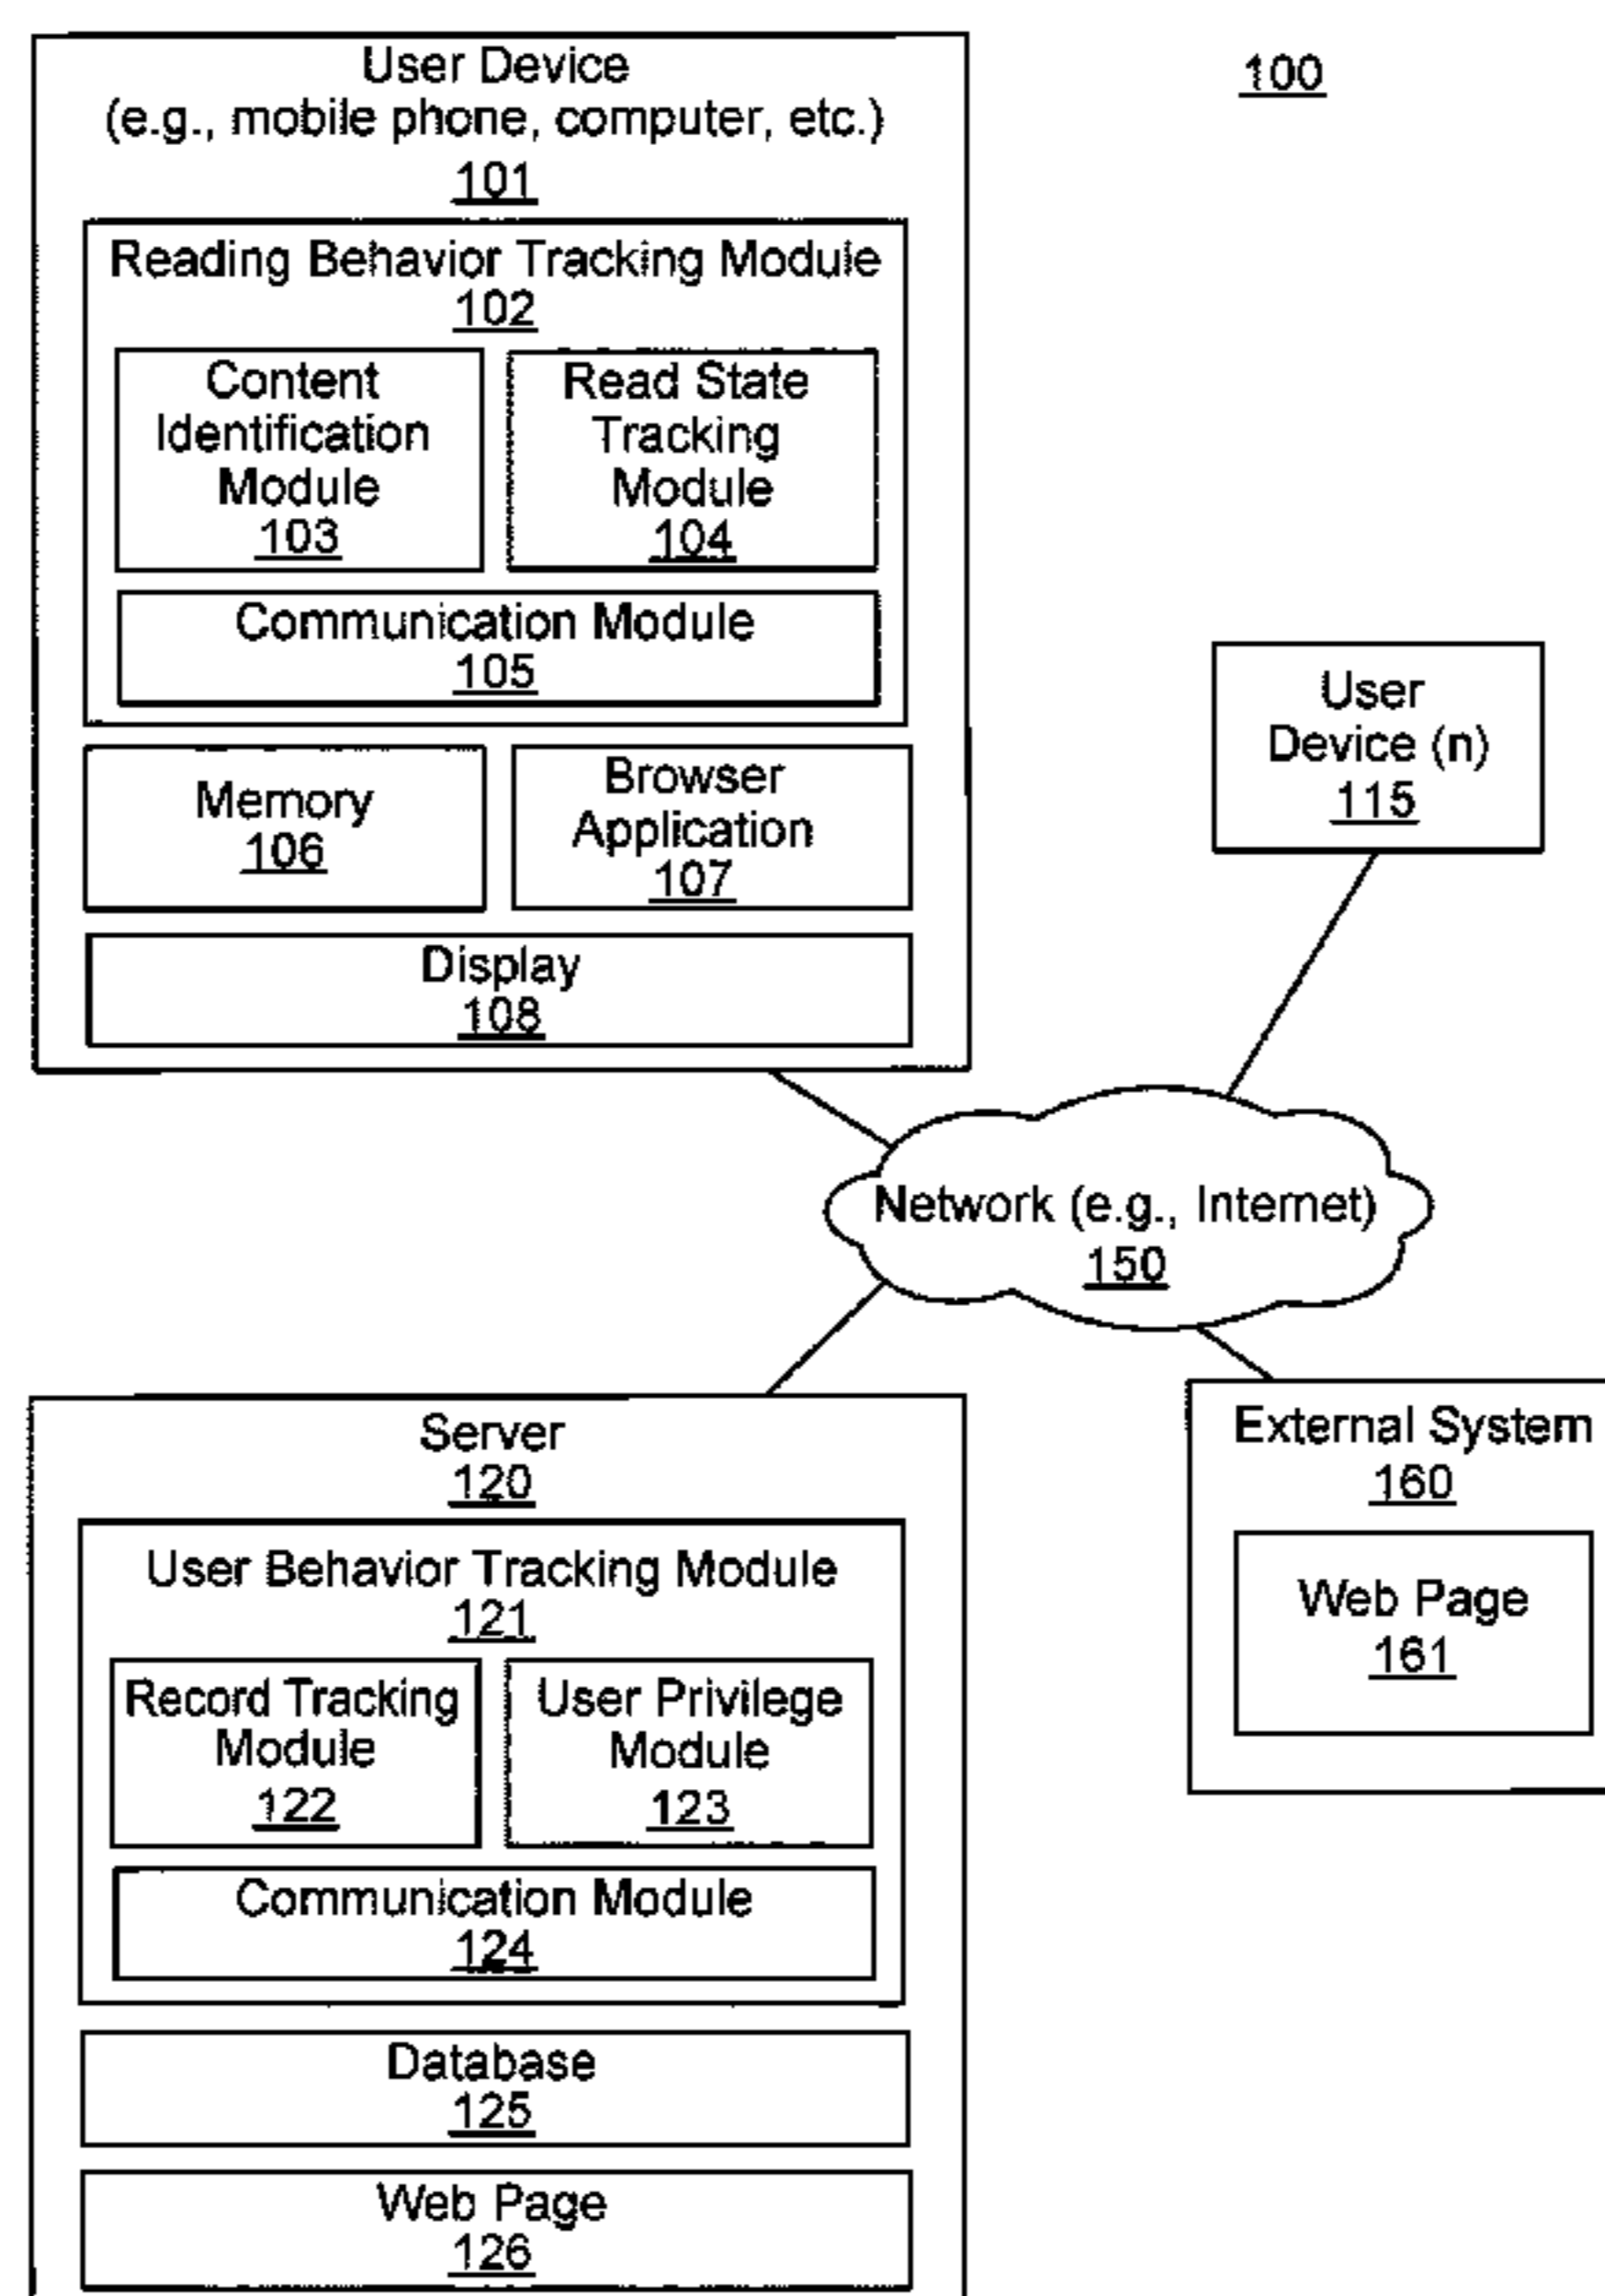 User Device
(e.g., mobile phone, computer, etc.)
101
100
Reading Behavior Tracking Module
102
Content
Identification
Module
103
Read State
Tracking
Module
104
Communication Module
105
Memory
106
Browser
Application
107
Display
108
User
Device (n)
115
Network (e.g., Internet)
150
Server
120
User Behavior Tracking Module
121
Record Tracking
Module
122
User Privilege
Module
123
Communication Module
124
Database
125
Web Page
126
External System
160
Web Page
161